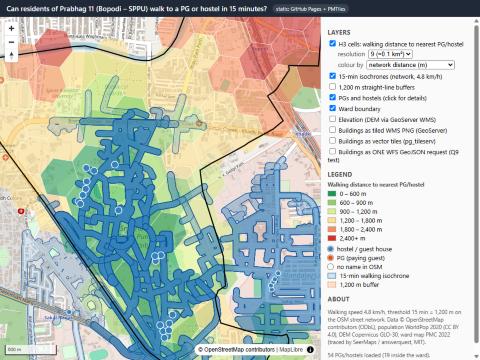 Can residents of Prabhag 11 (Bopodi – SPPU) walk to a PG or hostel in 15 minutes?
static: GitHub Pages + PMTiles
LAYERS
H3 cells: walking distance to nearest PG/hostel
resolution 9 (≈0.1 km²)
colour by network distance (m)
15-min isochrones (network, 4.8 km/h)
1,200 m straight-line buffers
PGs and hostels (click for details)
Ward boundary
Elevation (DEM via GeoServer WMS)
Buildings as tiled WMS PNG (GeoServer)
Buildings as vector tiles (pg_tileserv)
Buildings as ONE WFS GeoJSON request (Q9
test)
LEGEND
Walking distance to nearest PG/hostel
0 – 600 m
600 – 900 m
900 – 1,200 m
1,200 – 1,800 m
1,800 – 2,400 m
2,400+ m
hostel / guest house
PG (paying guest)
no name in OSM
15-min walking isochrone
1,200 m buffer
ABOUT
Walking speed 4.8 km/h, threshold 15 min = 1,200 m on
the OSM street network. Data © OpenStreetMap
contributors (ODbL); population WorldPop 2020 (CC BY
4.0); DEM Copernicus GLO-30; ward map PMC 2022
(traced by SeenMaps / answerquest, MIT).
54 PGs/hostels loaded (19 inside the ward).
© OpenStreetMap contributors | MapLibre